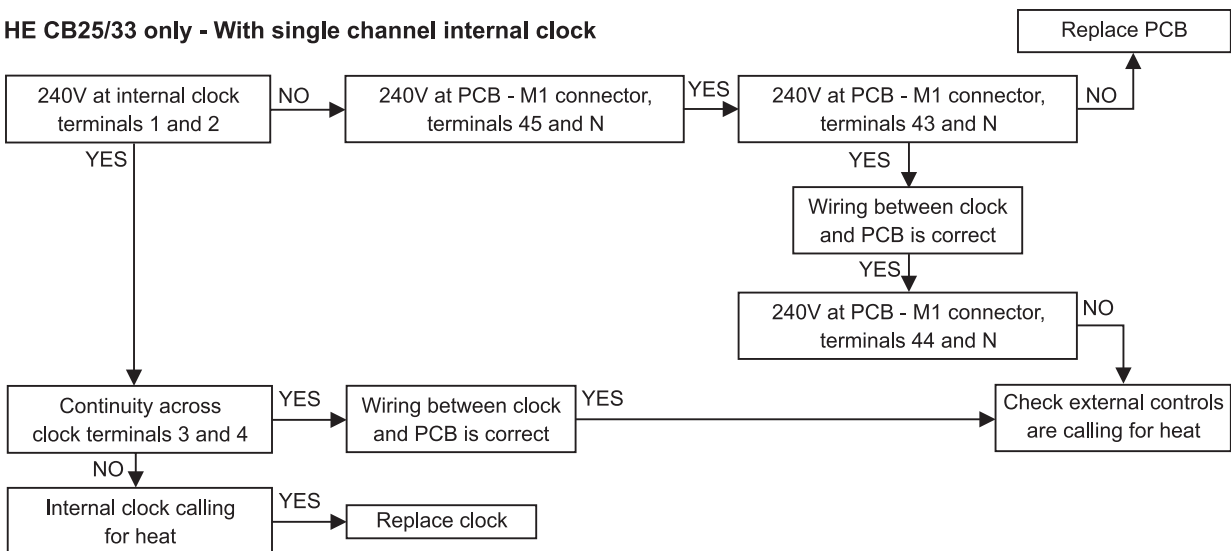 HE CB25/33 only - With single channel internal clock
Replace PCB
240V at internal clock
terminals 1 and 2
NO
240V at PCB - M1 connector,
terminals 45 and N
YES
240V at PCB - M1 connector,
terminals 43 and N
NO
YES
YES
Wiring between clock
and PCB is correct
YES
240V at PCB - M1 connector,
terminals 44 and N
NO
Continuity across
clock terminals 3 and 4
YES
Wiring between clock
and PCB is correct
YES
Check external controls
are calling for heat
NO
Internal clock calling
for heat
YES
Replace clock